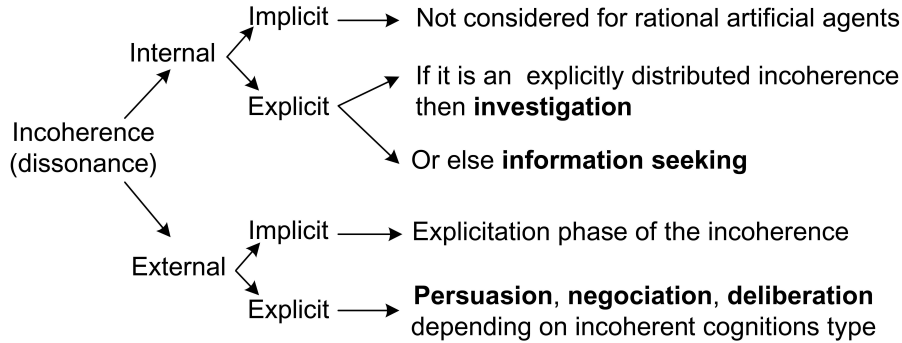 Implicit
Not considered for rational artificial agents
Internal
Explicit
If it is an explicitly distributed incoherence
then investigation
Incoherence
(dissonance)
Or else information seeking
Implicit
Explicitation phase of the incoherence
External
Explicit
Persuasion, negociation, deliberation
depending on incoherent cognitions type